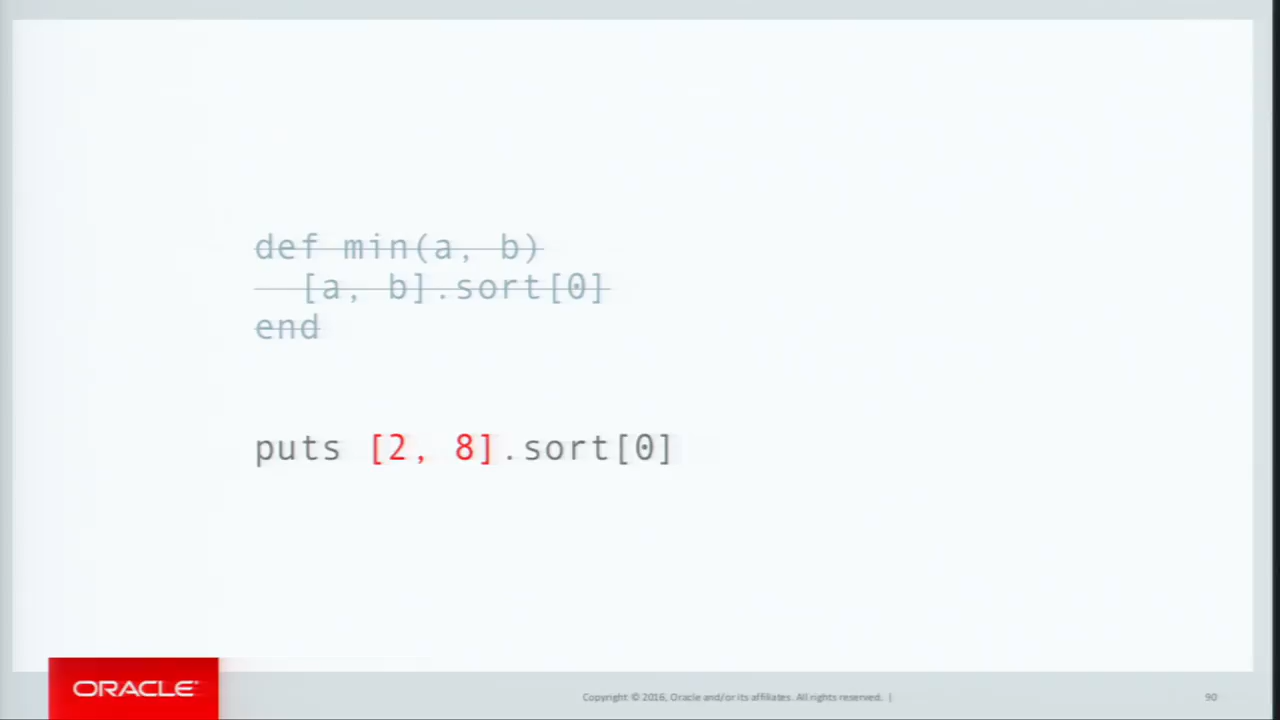 def min(a, b)
  [a, b].sort[0]
end
puts [2, 8].sort[0]
ORACLE
Copyright © 2016, Oracle and/or its affiliates. All rights reserved. |
90